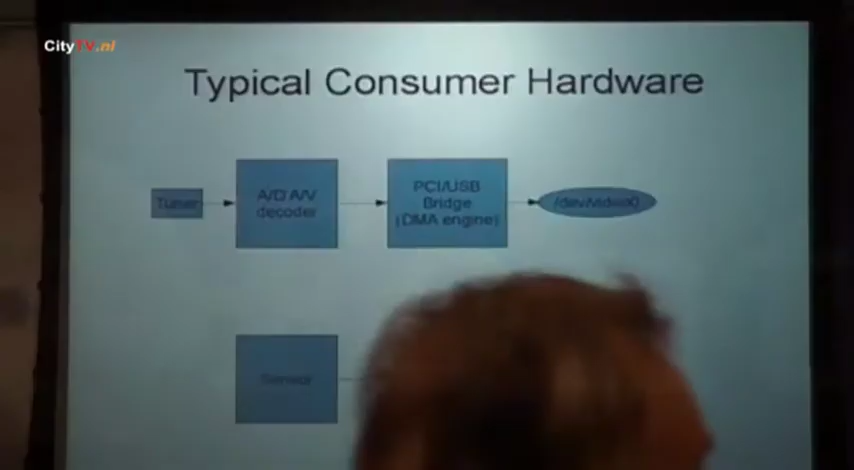 CityTV.nl
Typical Consumer Hardware
Tuner
A/D A/V
decoder
PCI/USB
Bridge
(DMA engine)
/dev/video0
Sensor